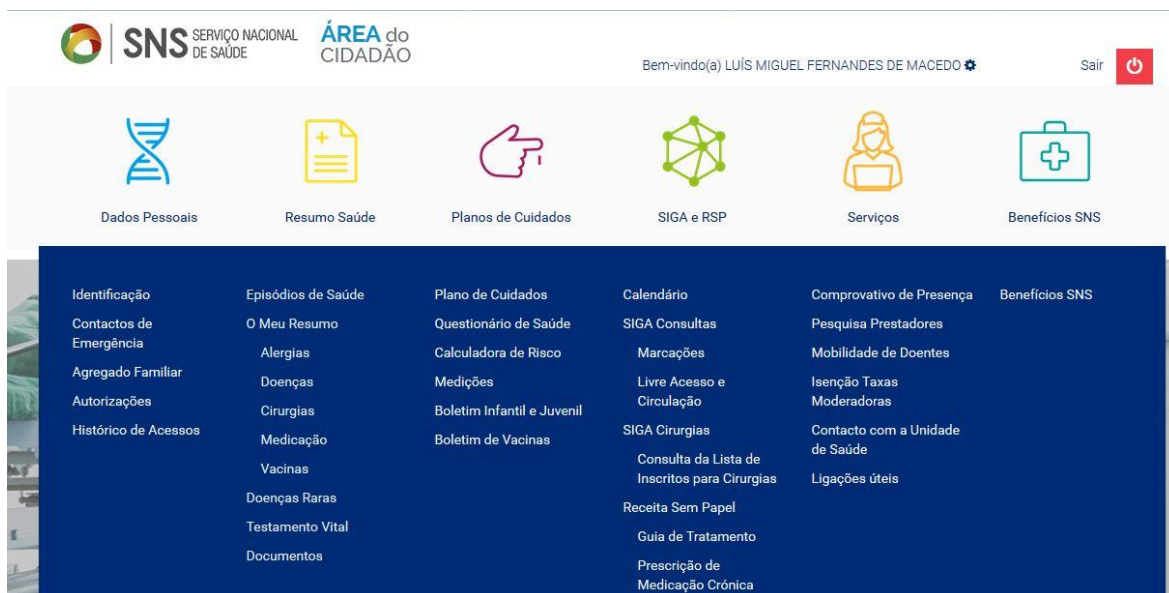 SNS SERVIÇO NACIONAL
DE SAÚDE
ÁREA do
CIDADÃO
Bem-vindo(a) LUÍS MIGUEL FERNANDES DE MACEDO
Sair
Dados Pessoais
Resumo Saúde
Planos de Cuidados
SIGA e RSP
Serviços
Benefícios SNS
Identificação
Contactos de
Emergência
Agregado Familiar
Autorizações
Histórico de Acessos
Episódios de Saúde
O Meu Resumo
Alergias
Doenças
Cirurgias
Medicação
Vacinas
Doenças Raras
Testamento Vital
Documentos
Plano de Cuidados
Questionário de Saúde
Calculadora de Risco
Medições
Boletim Infantil e Juvenil
Boletim de Vacinas
Calendário
SIGA Consultas
Marcações
Livre Acesso e
Circulação
SIGA Cirurgias
Consulta da Lista de
Inscritos para Cirurgias
Receita Sem Papel
Guia de Tratamento
Prescrição de
Medicação Crónica
Comprovativo de Presença
Pesquisa Prestadores
Mobilidade de Doentes
Isenção Taxas
Moderadoras
Contacto com a Unidade
de Saúde
Ligações úteis
Benefícios SNS